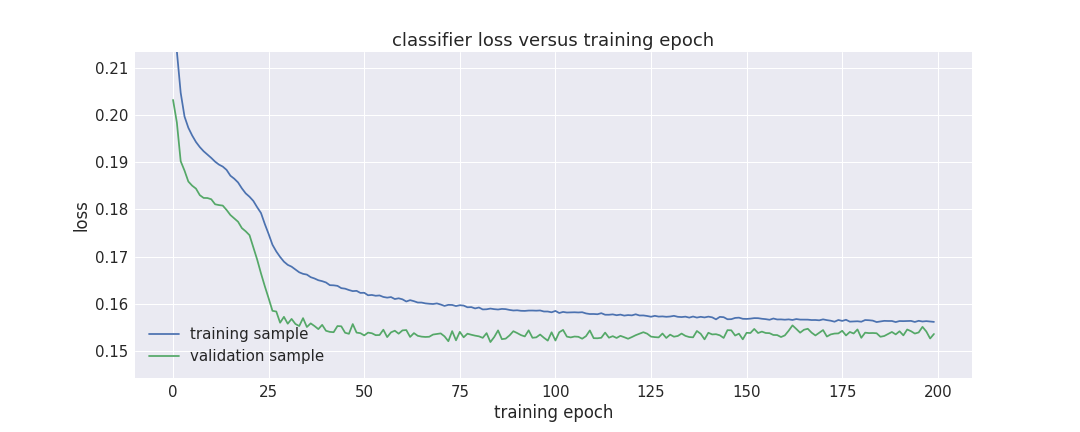 classifier loss versus training epoch
0.21
0.20
0.19
0.18
0.17
0.16
0.15
loss
training sample
validation sample
0 25 50 75 100 125 150 175 200
training epoch